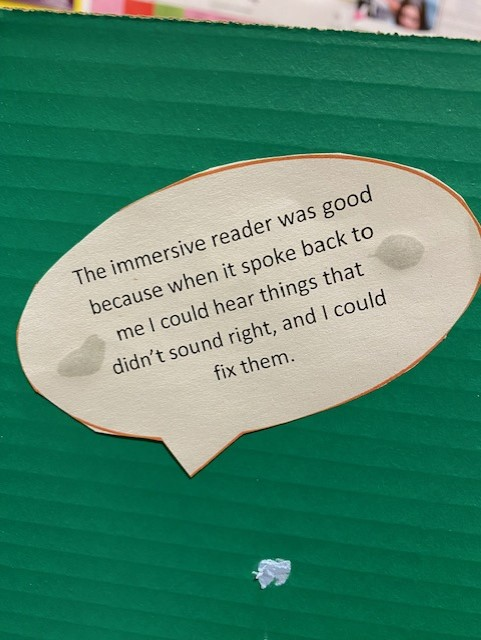 The immersive reader was good
because when it spoke back to
me I could hear things that
didn't sound right, and I could
fix them.